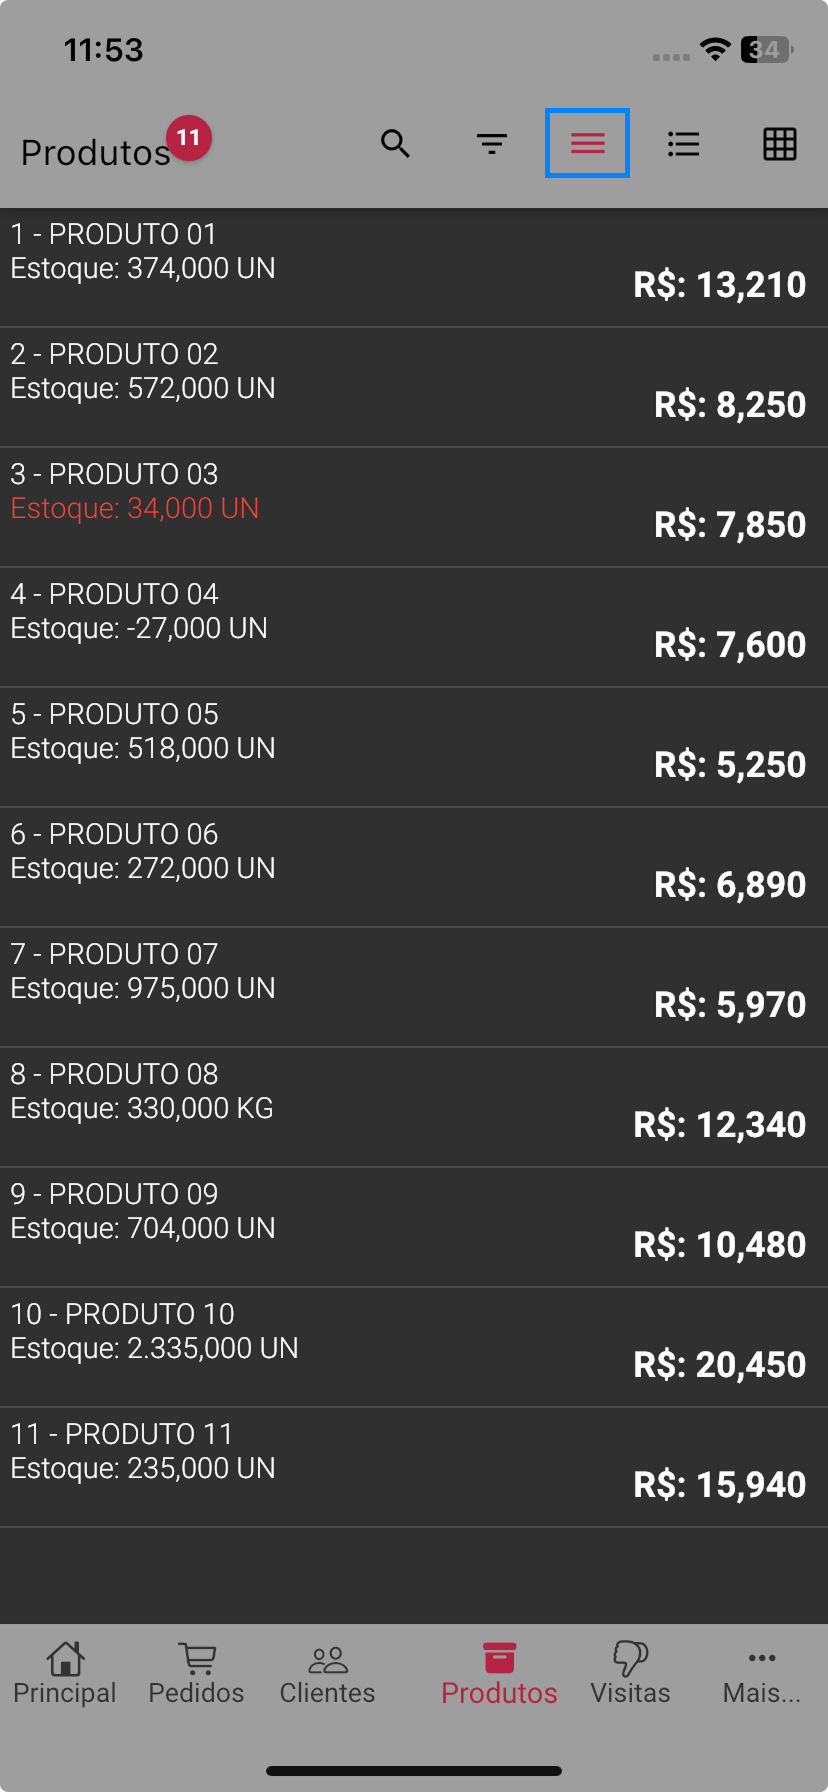 11:53
34
Produtos
11
1 - PRODUTO 01
Estoque: 374,000 UN
R$: 13,210
2 - PRODUTO 02
Estoque: 572,000 UN
R$: 8,250
3 - PRODUTO 03
Estoque: 34,000 UN
R$: 7,850
4 - PRODUTO 04
Estoque: -27,000 UN
R$: 7,600
5 - PRODUTO 05
Estoque: 518,000 UN
R$: 5,250
6 - PRODUTO 06
Estoque: 272,000 UN
R$: 6,890
7 - PRODUTO 07
Estoque: 975,000 UN
R$: 5,970
8 - PRODUTO 08
Estoque: 330,000 KG
R$: 12,340
9 - PRODUTO 09
Estoque: 704,000 UN
R$: 10,480
10 - PRODUTO 10
Estoque: 2.335,000 UN
R$: 20,450
11 - PRODUTO 11
Estoque: 235,000 UN
R$: 15,940
Principal Pedidos Clientes Produtos Visitas Mais...